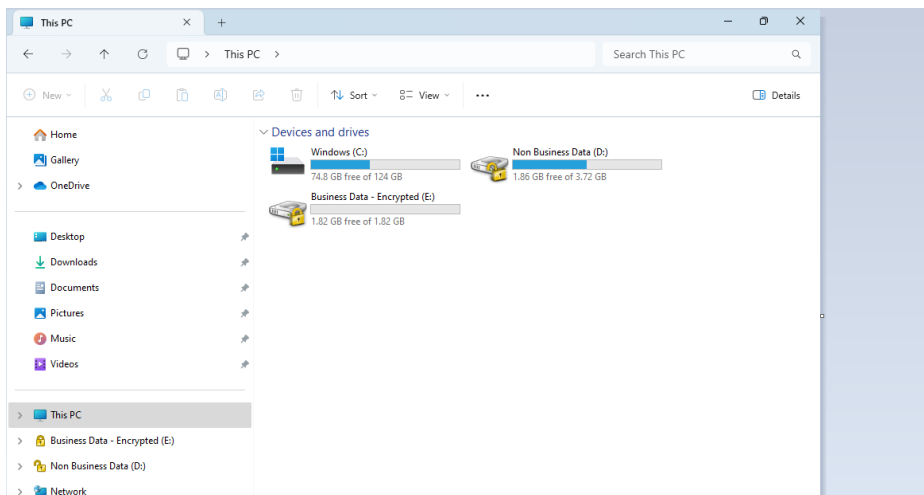 This PC
This PC
Search This PC
New
Sort
View
Details
Home
Gallery
OneDrive
Desktop
Downloads
Documents
Pictures
Music
Videos
This PC
Business Data - Encrypted (E:)
Non Business Data (D:)
Network
Devices and drives
Windows (C:)
74.8 GB free of 124 GB
Non Business Data (D:)
1.86 GB free of 3.72 GB
Business Data - Encrypted (E:)
1.82 GB free of 1.82 GB